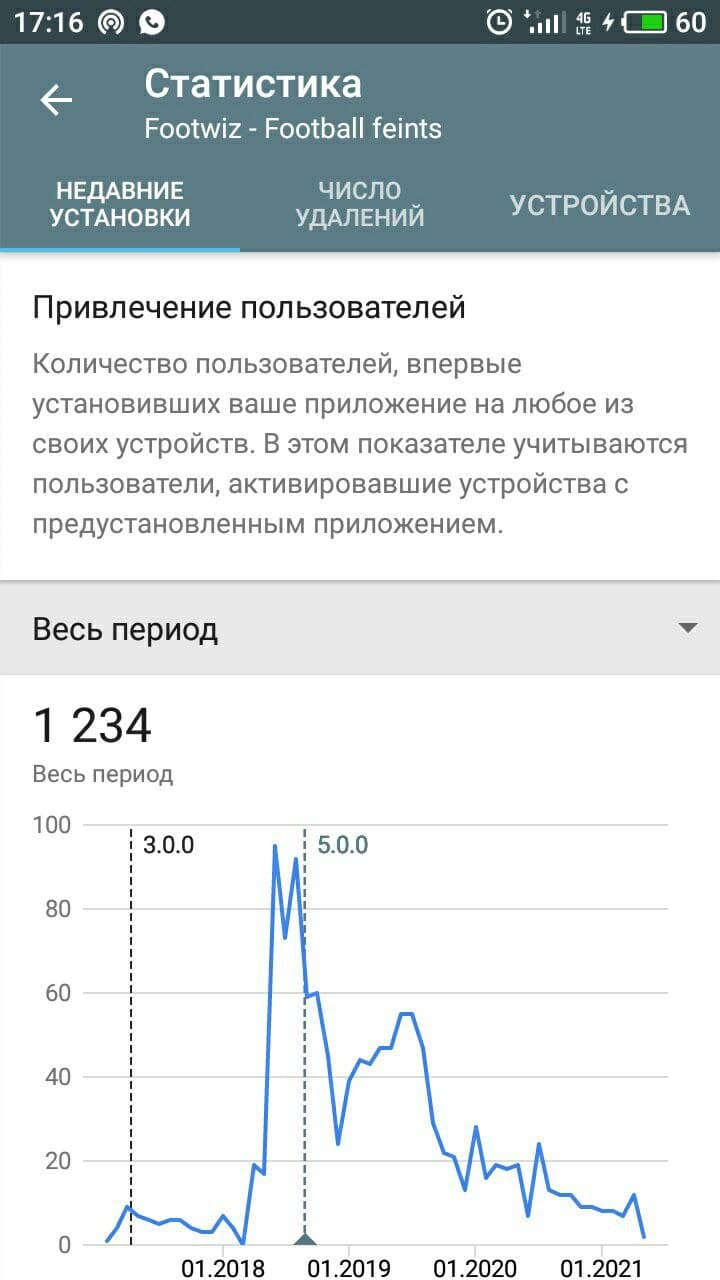 17:16 4G LTE 60
Статистика
Footwiz - Football feints
НЕДАВНИЕ
УСТАНОВКИ
ЧИСЛО
УДАЛЕНИЙ
УСТРОЙСТВА
Привлечение пользователей
Количество пользователей, впервые
установивших ваше приложение на любое из
своих устройств. В этом показателе учитываются
пользователи, активировавшие устройства с
предустановленным приложением.
Весь период
1 234
Весь период
100
3.0.0
5.0.0
80
60
40
20
0
01.2018 01.2019 01.2020 01.2021